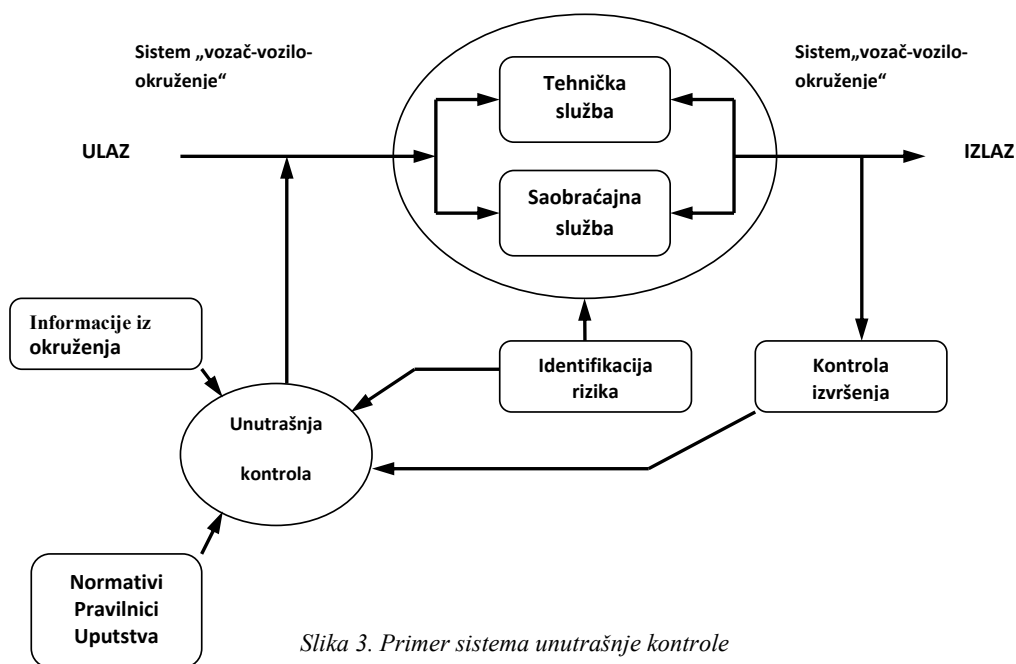 Sistem „vozač-vozilo-
okruženje“
Tehnička
služba
Sistem„vozač-vozilo-
okruženje“
ULAZ
IZLAZ
Saobraćajna
služba
Informacije iz
okruženja
Identifikacija
rizika
Kontrola
izvršenja
Unutrašnja
kontrola
Normativi
Pravilnici
Uputstva
Slika 3. Primer sistema unutrašnje kontrole